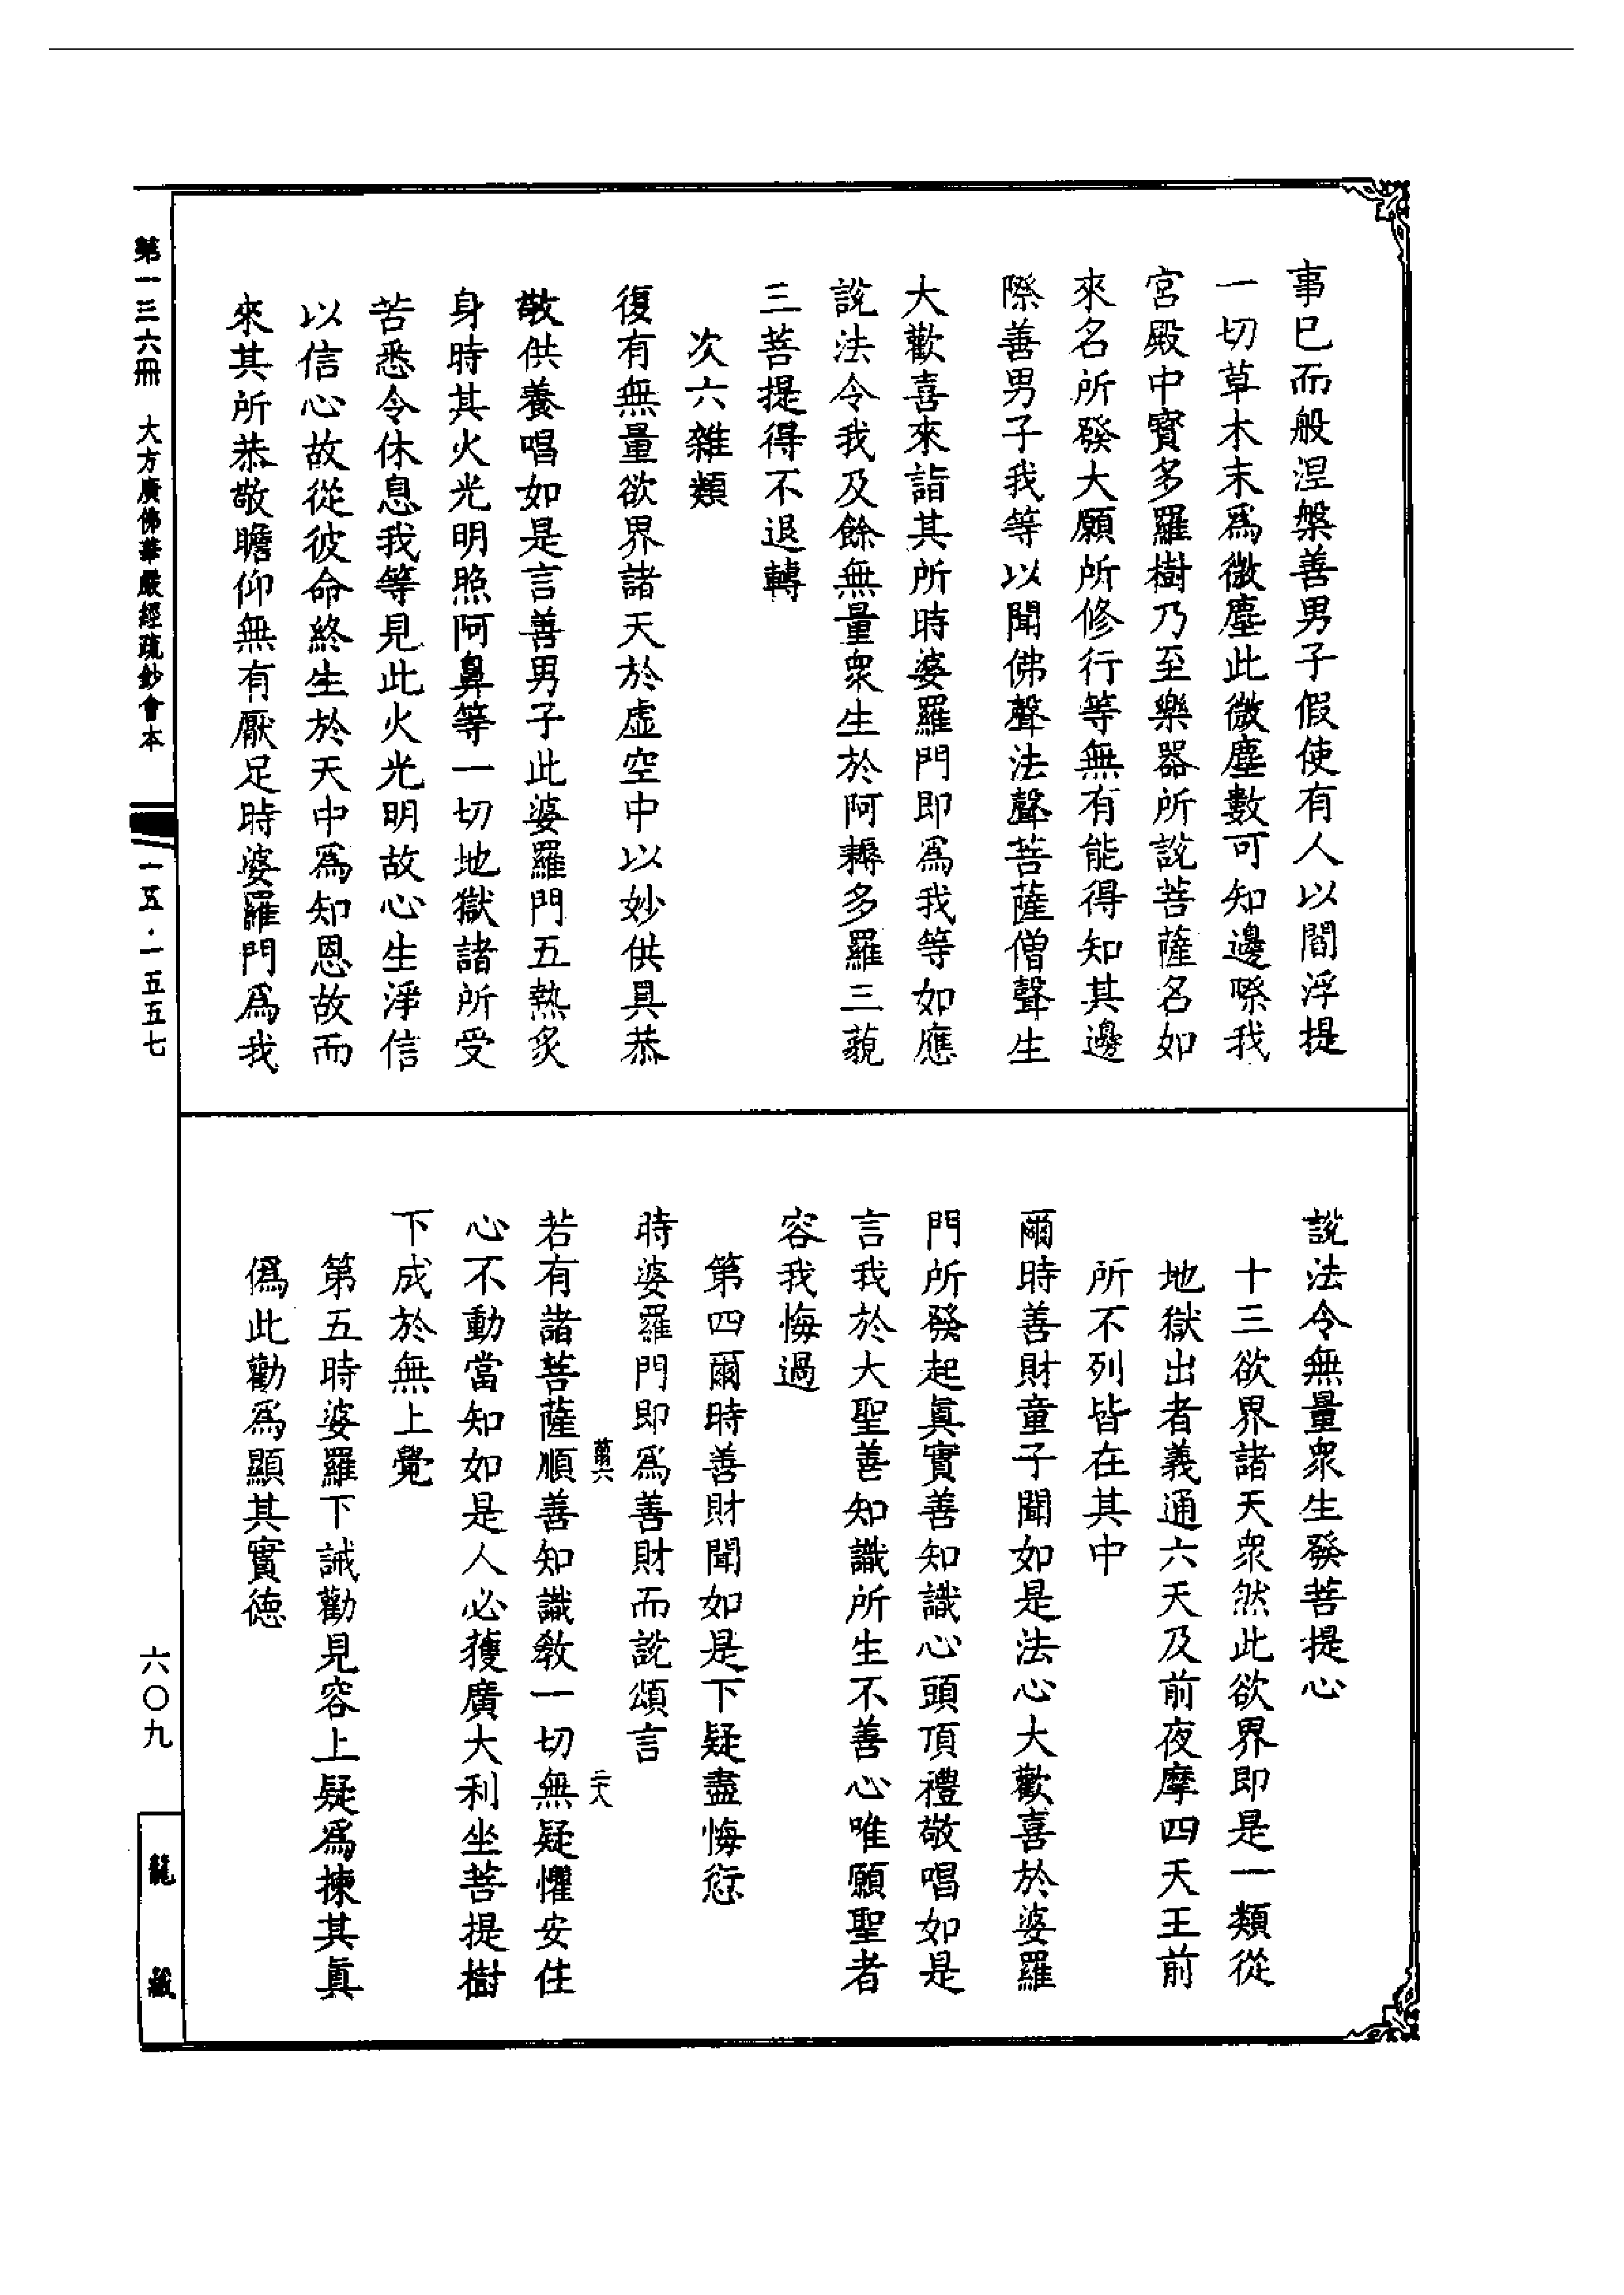 事已而般涅槃善男子假使有人以閻浮提
一切草木末爲微塵此微塵數可知邊際我
宮殿中寶多羅樹乃至樂器所說菩薩名如
來名所發大願所修行等無有能得知其邊
際善男子我等以聞佛聲法聲菩薩僧聲生
大歡喜來詣其所時婆羅門即爲我等如應
說法令我及餘無量衆生於阿耨多羅三藐
三菩提得不退轉
次六雜類
復有無量欲界諸天於虛空中以妙供具恭
敬供養唱如是言善男子此婆羅門五熱炙
身時其火光明照阿鼻等一切地獄諸所受
苦悉令休息我等見此火光明故心生淨信
以信心故從彼命終生於天中爲知恩故而
來其所恭敬瞻仰無有厭足時婆羅門爲我
說法令無量衆生發菩提心
十三欲界諸天衆然此欲界即是一類從
地獄出者義通六天及前夜摩四天王前
所不列皆在其中
爾時善財童子聞如是法心大歡喜於婆羅
門所發起眞實善知識心頭頂禮敬唱如是
言我於大聖善知識所生不善心唯願聖者
容我悔過
第四爾時善財聞如是下疑盡悔愆
時婆羅門即爲善財而說頌言
二八
若有諸菩薩順善知識教一切無疑懼安住
心不動當知如是人必獲廣大利坐菩提樹
下成於無上覺
第五時婆羅下誡勸見容上疑爲揀其眞
僞此勸爲顯其實德
第一三六冊 大方廣佛華嚴經疏鈔會本
一五·一五五七
六〇九
龍藏